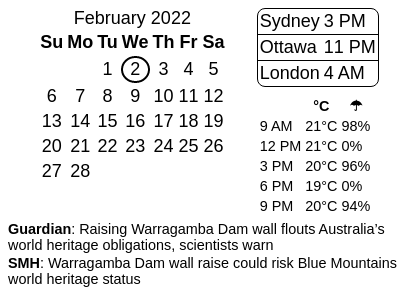 February 2022
Su Mo Tu We Th Fr Sa
1 2 3 4 5
6 7 8 9 10 11 12
13 14 15 16 17 18 19
20 21 22 23 24 25 26
27 28
Sydney 3 PM
Ottawa 11 PM
London 4 AM
°C ☂
9 AM 21°C 98%
12 PM 21°C 0%
3 PM 20°C 96%
6 PM 19°C 0%
9 PM 20°C 94%
Guardian: Raising Warragamba Dam wall flouts Australia’s
world heritage obligations, scientists warn
SMH: Warragamba Dam wall raise could risk Blue Mountains
world heritage status